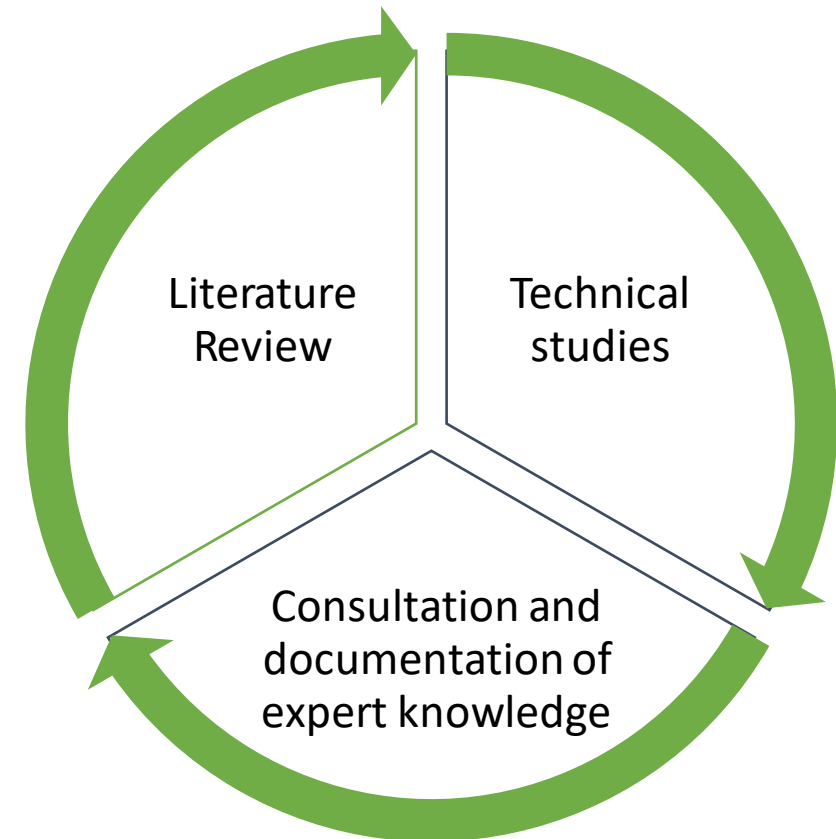 Literature
Review
Technical
studies
Consultation and
documentation of
expert knowledge